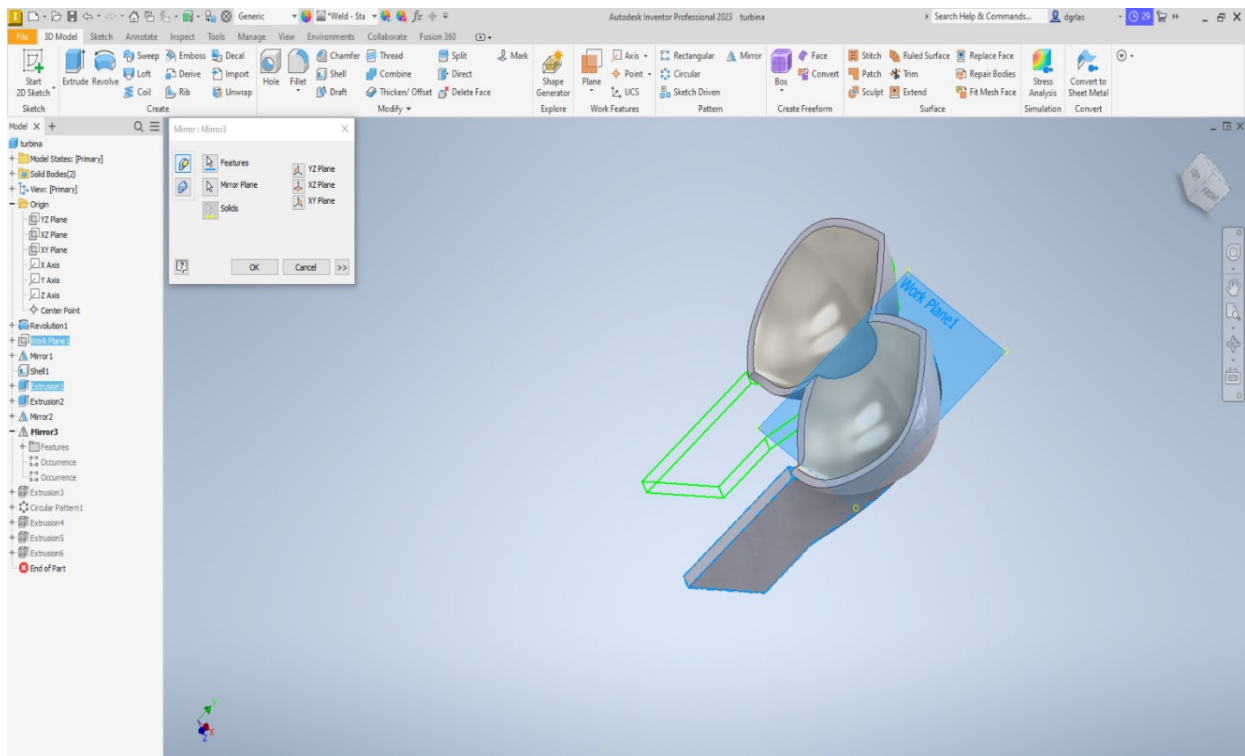 Generic
*Weld - Sta
Autodesk Inventor Professional 2023 turbina
Search Help & Commands...
dgrlas
29
File 3D Model Sketch Annotate Inspect Tools Manage View Environments Collaborate Fusion 360
Start
2D Sketch
Sketch
Extrude Revolve
Sweep Emboss Decal
Loft Derive Import
Coil Rib Unwrap
Create
Hole Fillet
Chamfer Thread Split Mark
Shell Combine Direct
Draft Thicken/ Offset Delete Face
Modify
Shape
Generator
Explore
Plane
Axis
Point
UCS
Work Features
Rectangular Mirror
Circular
Sketch Driven
Pattern
Box
Face
Convert
Create Freeform
Stitch Ruled Surface Replace Face
Patch Trim Repair Bodies
Sculpt Extend Fit Mesh Face
Surface
Stress
Analysis
Simulation
Convert to
Sheet Metal
Convert
Model
turbina
Model States: [Primary]
Solid Bodies(2)
View: [Primary]
Origin
YZ Plane
XZ Plane
XY Plane
X Axis
Y Axis
Z Axis
Center Point
Revolution1
Work Plane1
Mirror1
Shell1
Extrusion1
Extrusion2
Mirror2
Mirror3
Features
Occurrence
Occurrence
Extrusion3
Circular Pattern1
Extrusion4
Extrusion5
Extrusion6
End of Part
Mirror : Mirror3
Features
Mirror Plane
Solids
YZ Plane
XZ Plane
XY Plane
OK Cancel >>
Work Plane1
FRONT
Y
X
Z